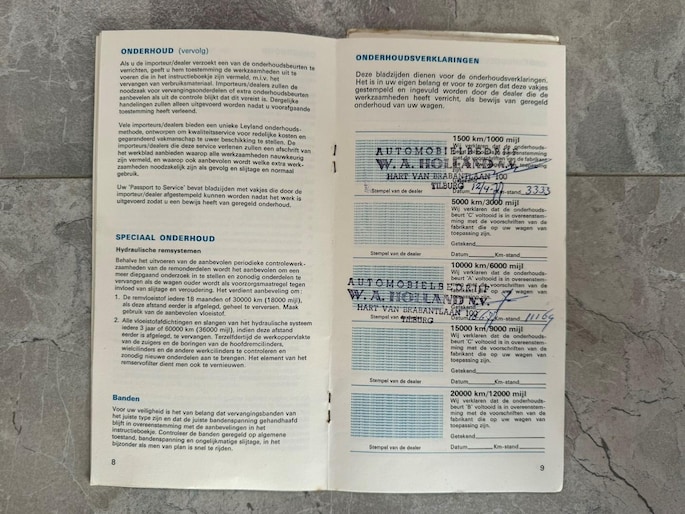 ONDERHOUD (vervolg)
Als u de importeur/dealer verzoekt een van de onderhoudsbeurten te
verrichten, geeft u hem toestemming de werkzaamheden uit te
voeren die in het instructieboekje zijn vermeld, m.i.v. het
vervangen van verbruiksmateriaal. Importeurs/dealers zullen de
noodzaak voor vervangingsonderdelen of extra onderhoudsbeurten
aanbevelen als uit de controle blijkt dat dit vereist is. Dergelijke
handelingen zullen alleen uitgevoerd worden nadat u voorafgaande
toestemming heeft verleend.
Vele importeurs/dealers bieden een unieke Leyland onderhouds-
methode, ontworpen om kwaliteitsservice voor redelijke kosten en
gegarandeerd vakmanschap te uwer beschikking te stellen. De
importeurs/dealers die deze service verlenen zullen een afschrift van
het werkblad aanbieden waarop alle werkzaamheden nauwkeurig
zijn vermeld, en waarop ook aanbevolen wordt welke extra werk-
zaamheden noodzakelijk zijn als gevolg en slijtage en normaal
gebruik.
Uw 'Passport to Service' bevat bladzijden met vakjes die door de
importeur/dealer afgestempeld kunnen worden nadat het werk is
uitgevoerd zodat u een bewijs heeft van geregeld onderhoud.
SPECIAAL ONDERHOUD
Hydraulische remsystemen
Behalve het uitvoeren van de aanbevolen periodieke controlewerk-
zaamheden van de remonderdelen wordt het aanbevolen om een
meer diepgaand onderzoek in te stellen en zonodig onderdelen te
vervangen als de wagen ouder wordt als voorzorgsmaatregel tegen
invloed van slijtage en veroudering. Het verdient aanbeveling om:
1. De remvloeistof iedere 18 maanden of 30000 km (18000 mijl),
als deze afstand eerder is afgelegd, geheel te verversen. Maak
gebruik van de aanbevolen vloeistof.
2. Alle vloeistofafdichtingen en slangen van het hydraulisch systeem
iedere 3 jaar of 60000 km (36000 mijl), indien deze afstand
eerder is afgelegd, te vervangen. Terzelfdertijd de werkoppervlakte
van de zuigers en de boringen van de hoofdremcilinders,
wielcilinders en de andere werkcilinders te controleren en
zonodig nieuwe onderdelen aan te brengen. Het element van het
remservofilter dient men ook te vernieuwen.
Banden
Voor uw veiligheid is het van belang dat vervangingsbanden van
het juiste type zijn en dat de juiste bandenspanning gehandhaafd
blijft in overeenstemming met de aanbevelingen in het
instructieboekje. Controleer de banden geregeld op algemene
toestand, bandenspanning en ongelijkmatige slijtage, in het
bijzonder als men van plan is snel te rijden.
8
ONDERHOUDSVERKLARINGEN
Deze bladzijden dienen voor de onderhoudsverklaringen.
Het is in uw eigen belang er voor te zorgen dat deze vakjes
gestempeld en ingevuld worden door de dealer die de
werkzaamheden heeft verricht, als bewijs van geregeld
onderhoud van uw wagen.
1500 km/1000 mijl
Wij verklaren dat de onderhouds-
AUTOMOBIELBEDRIJF
W. A. HOLLAND N.V.
HART VAN BRABANTLAAN 100
TILBURG
Datum Km-stand 3333
5000 km/3000 mijl
Wij verklaren dat de onderhouds-
beurt 'C' voltooid is in overeenstem-
ming met de voorschriften van de
fabrikant die op uw wagen van
toepassing zijn.
Getekend
Stempel van de dealer Datum Km-stand
10000 km/6000 mijl
Wij verklaren dat de onderhouds-
AUTOMOBIELBEDRIJF
W. A. HOLLAND N.V.
HART VAN BRABANTLAAN 100
TILBURG
15000 km/9000 mijl
Wij verklaren dat de onderhouds-
beurt 'C' voltooid is in overeenstem-
ming met de voorschriften van de
fabrikant die op uw wagen van
toepassing zijn.
Getekend
Stempel van de dealer Datum Km-stand
20000 km/12000 mijl
Wij verklaren dat de onderhouds-
beurt 'B' voltooid is in overeenstem-
ming met de voorschriften van de
fabrikant die op uw wagen van
toepassing zijn.
Getekend
Stempel van de dealer Datum Km-stand
9